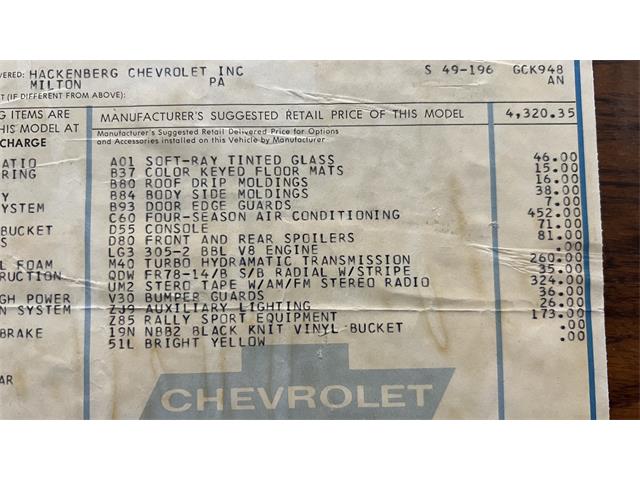 VERED: HACKENBERG CHEVROLET INC S 49-196 GCK948
MILTON PA AN
T (IF DIFFERENT FROM ABOVE):
G ITEMS ARE
HIS MODEL AT
CHARGE
MANUFACTURER'S SUGGESTED RETAIL PRICE OF THIS MODEL 4,320.35
Manufacturer's Suggested Retail Delivered Price for Options
and Accessories installed on this Vehicle by Manufacturer
ATIO
RING
Y
YSTEM
BUCKET
S
L FOAM
RUCTION
GH POWER
ON SYSTEM
BRAKE
AR
A01 SOFT-RAY TINTED GLASS 46.00
B37 COLOR KEYED FLOOR MATS 15.00
B80 ROOF DRIP MOLDINGS 16.00
B84 BODY SIDE MOLDINGS 38.00
B93 DOOR EDGE GUARDS 7.00
C60 FOUR-SEASON AIR CONDITIONING 452.00
D55 CONSOLE 71.00
D80 FRONT AND REAR SPOILERS 81.00
LG3 305-2 BBL V8 ENGINE .00
M40 TURBO HYDRAMATIC TRANSMISSION 260.00
QDW FR78-14/B S/B RADIAL W/STRIPE 35.00
UM2 STERO TAPE W/AM/FM STEREO RADIO 324.00
V30 BUMPER GUARDS 36.00
ZJ9 AUXILIARY LIGHTING 26.00
Z85 RALLY SPORT EQUIPMENT 173.00
19N NBB2 BLACK KNIT VINYL BUCKET .00
51L BRIGHT YELLOW .00
CHEVROLET